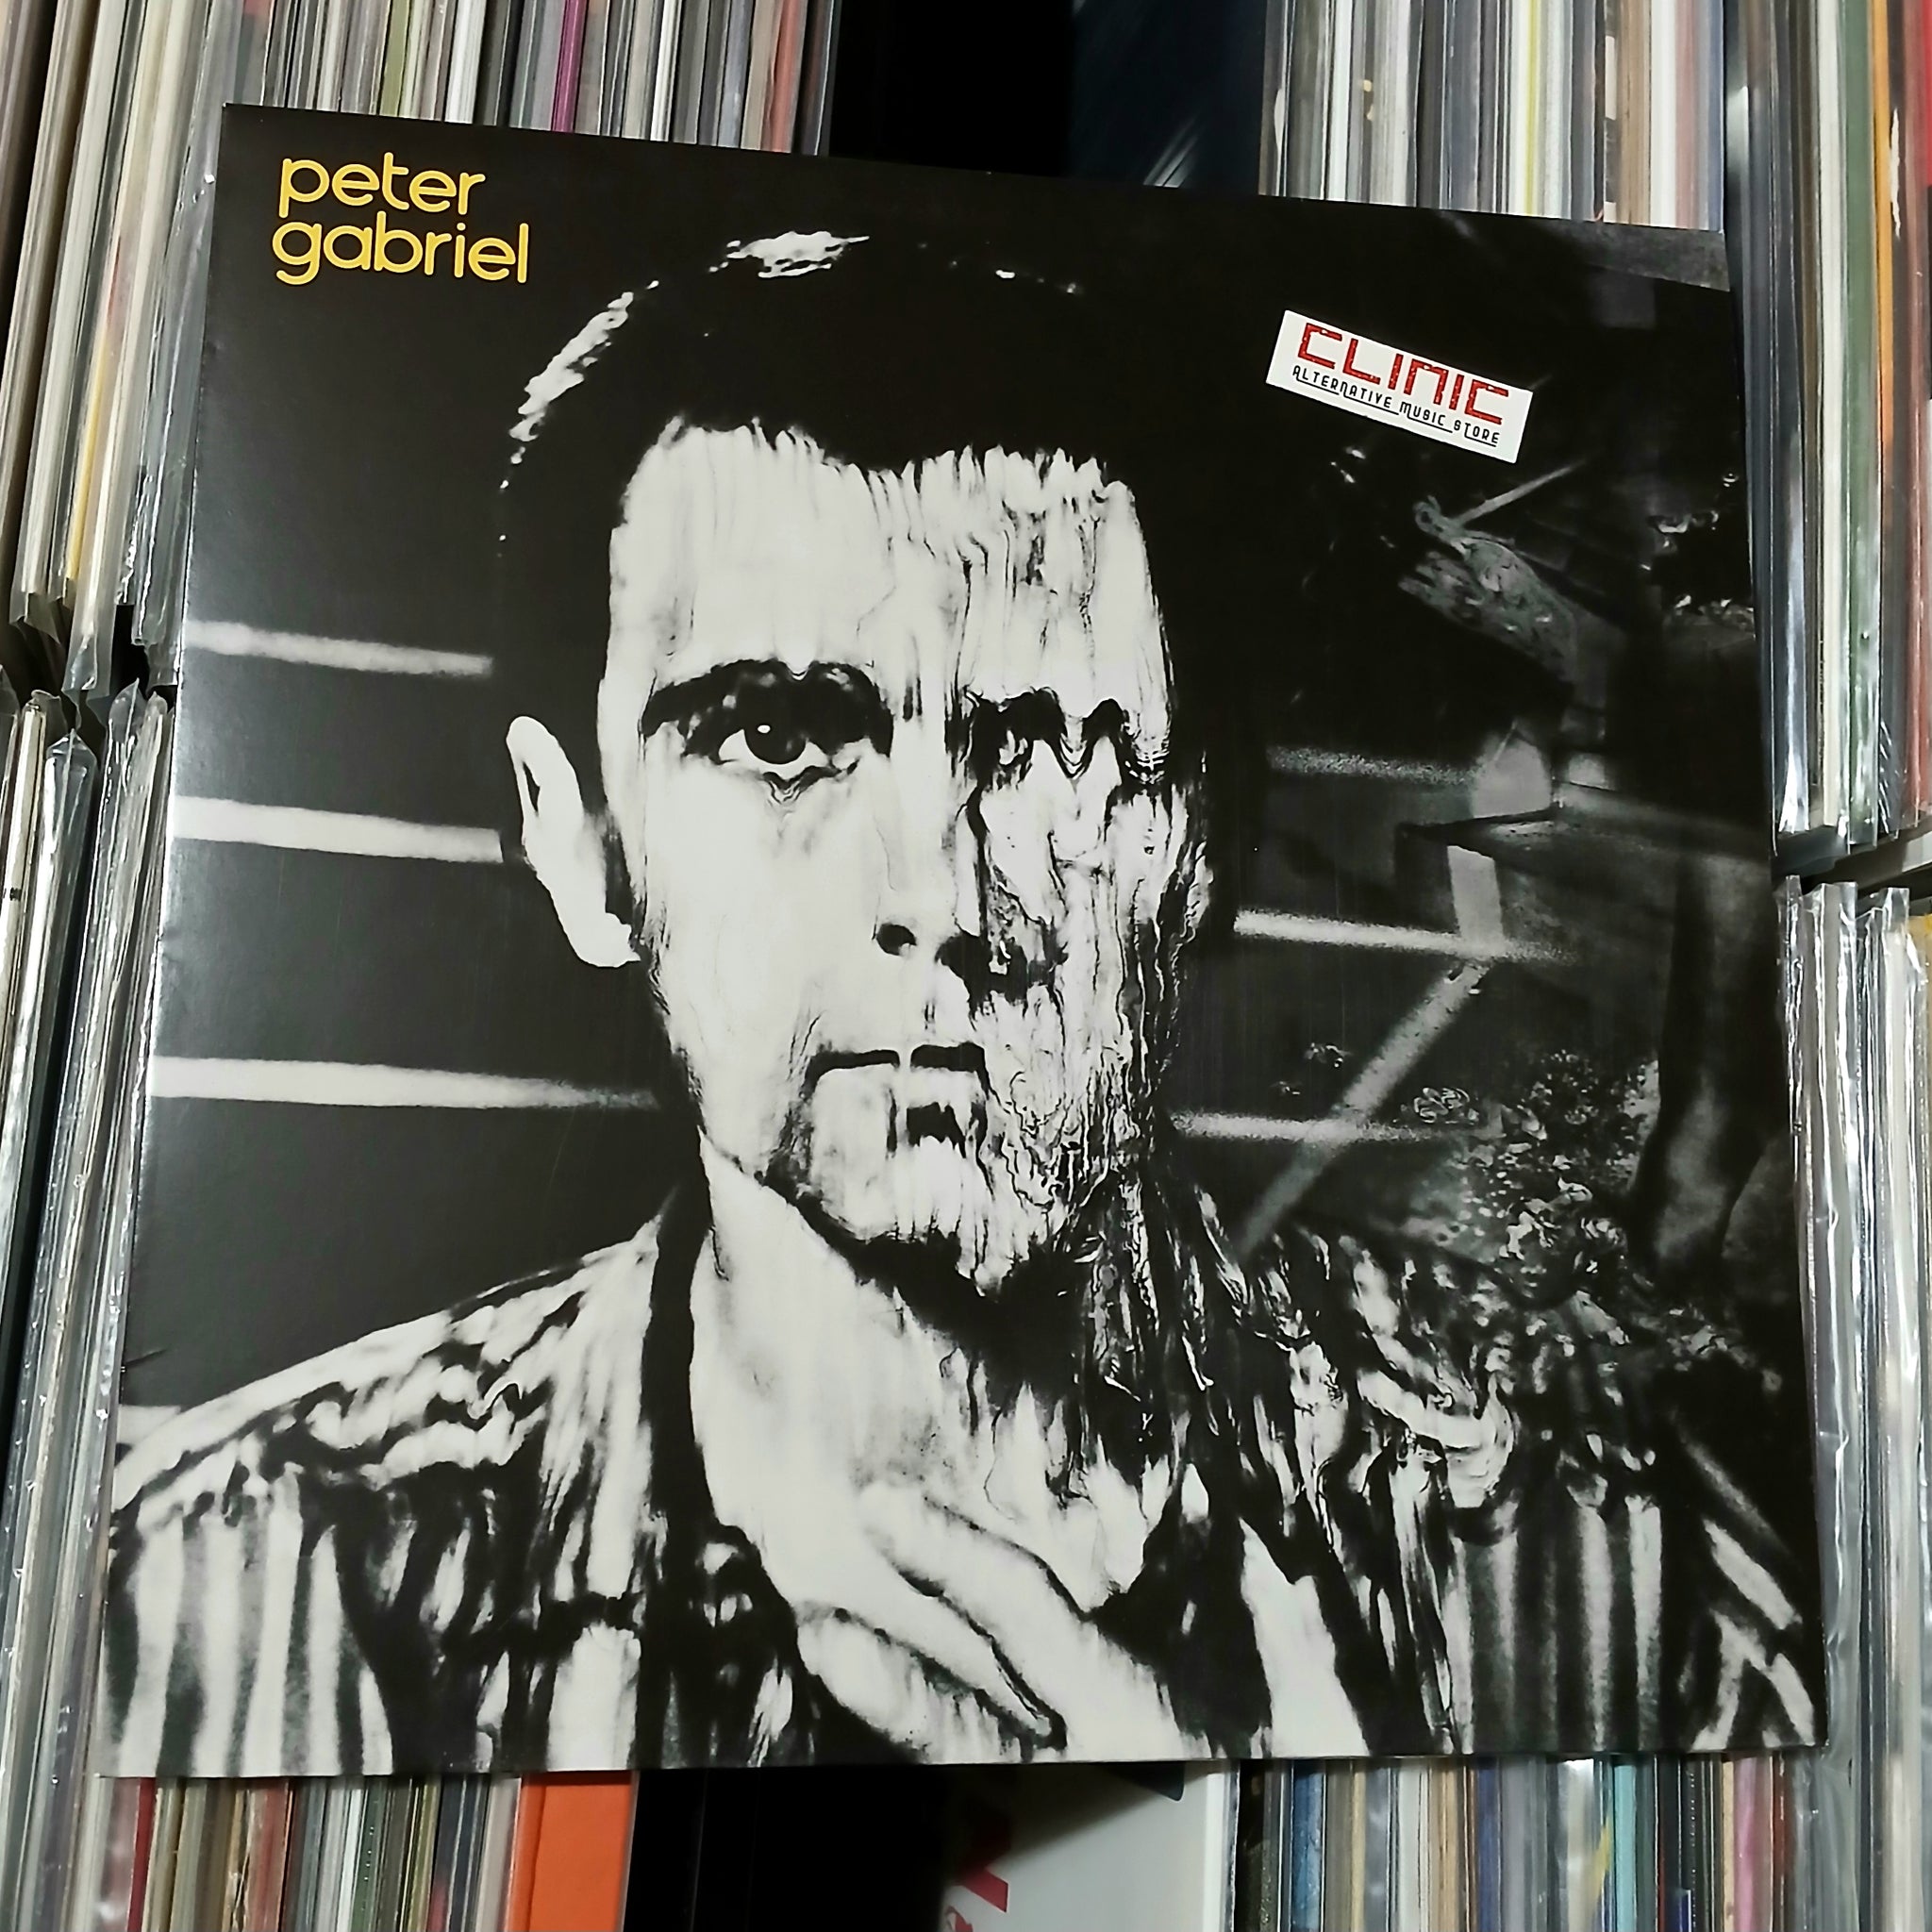 peter
gabriel
CLINIC
ALTERNATIVE MUSIC STORE